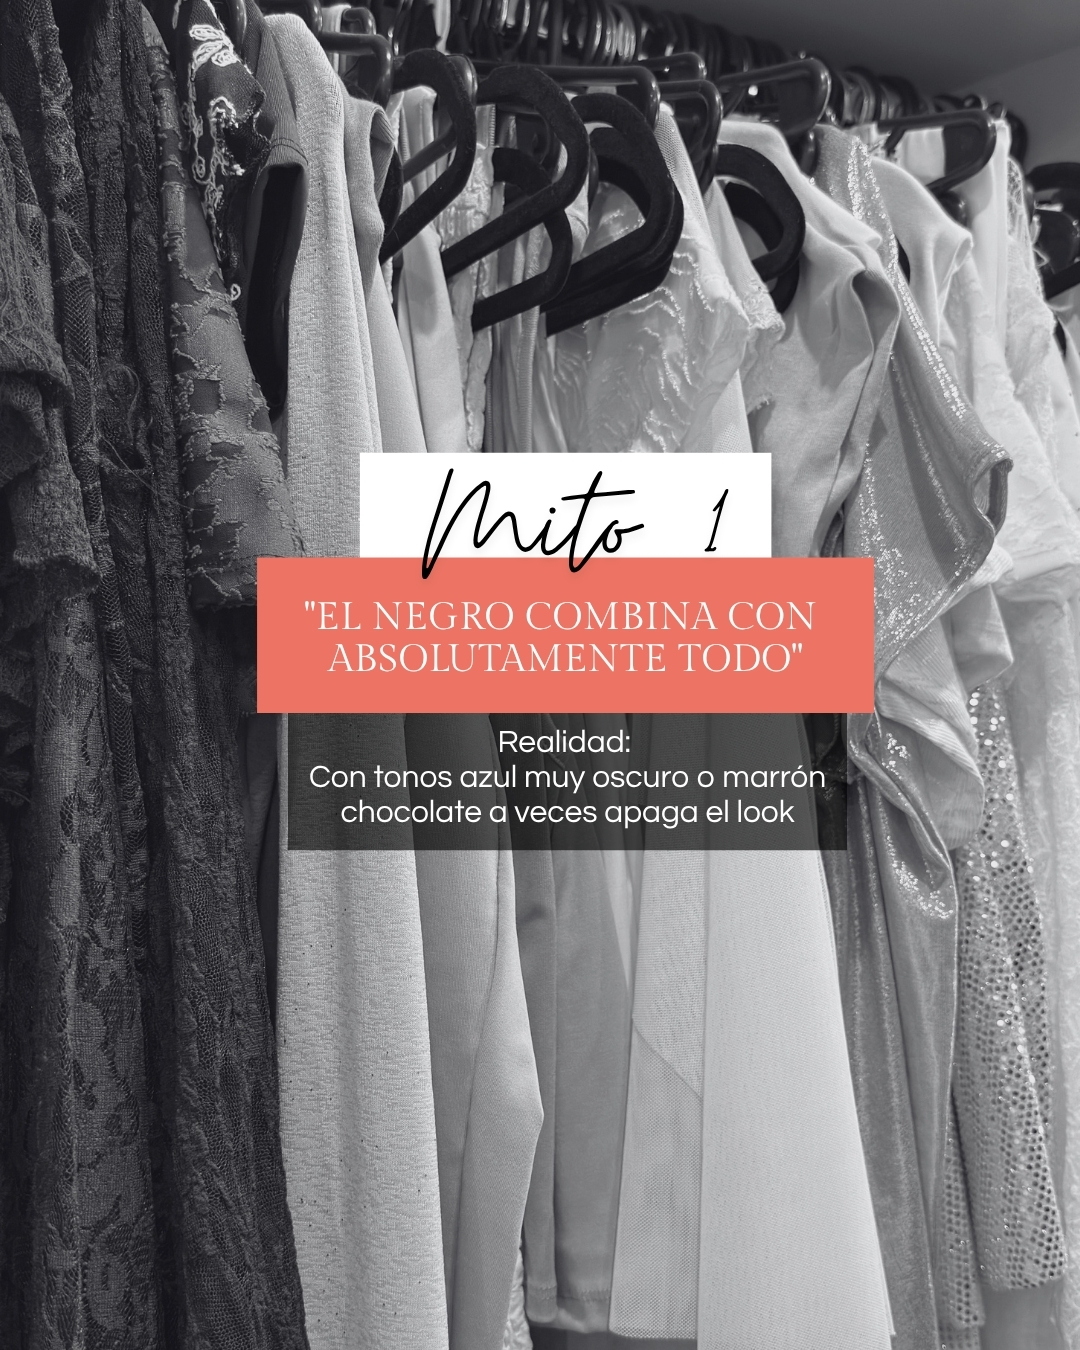 Mito 1
"EL NEGRO COMBINA CON
ABSOLUTAMENTE TODO"
Realidad:
Con tonos azul muy oscuro o marrón
chocolate a veces apaga el look